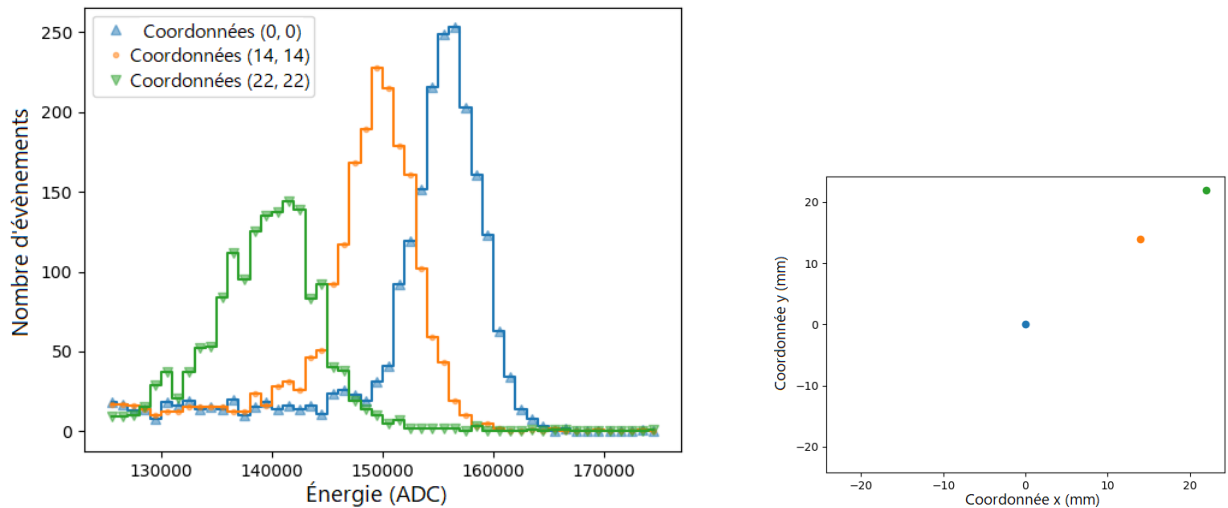 250
200
150
100
50
0
Nombre d'évènements
Coordonnées (0, 0)
Coordonnées (14, 14)
Coordonnées (22, 22)
130000 140000 150000 160000 170000
Énergie (ADC)
20
10
0
−10
−20
Coordonnée y (mm)
−20 −10 0 10 20
Coordonnée x (mm)